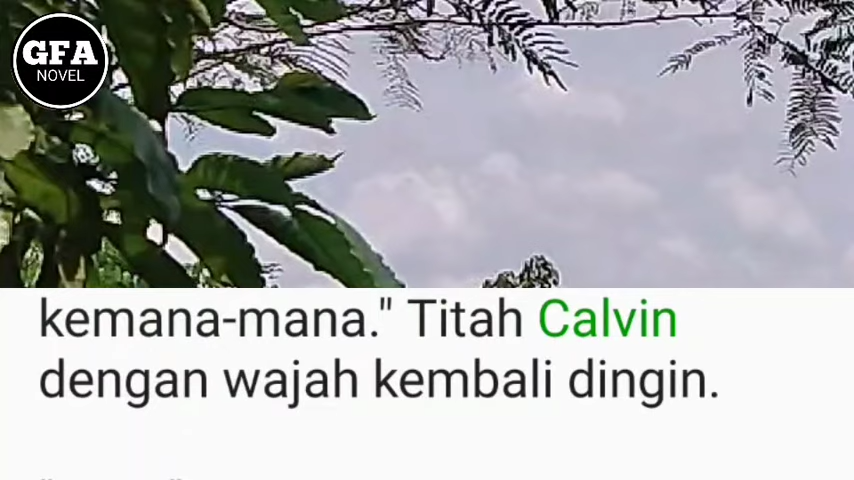 GFA
NOVEL
kemana-mana." Titah Calvin
dengan wajah kembali dingin.